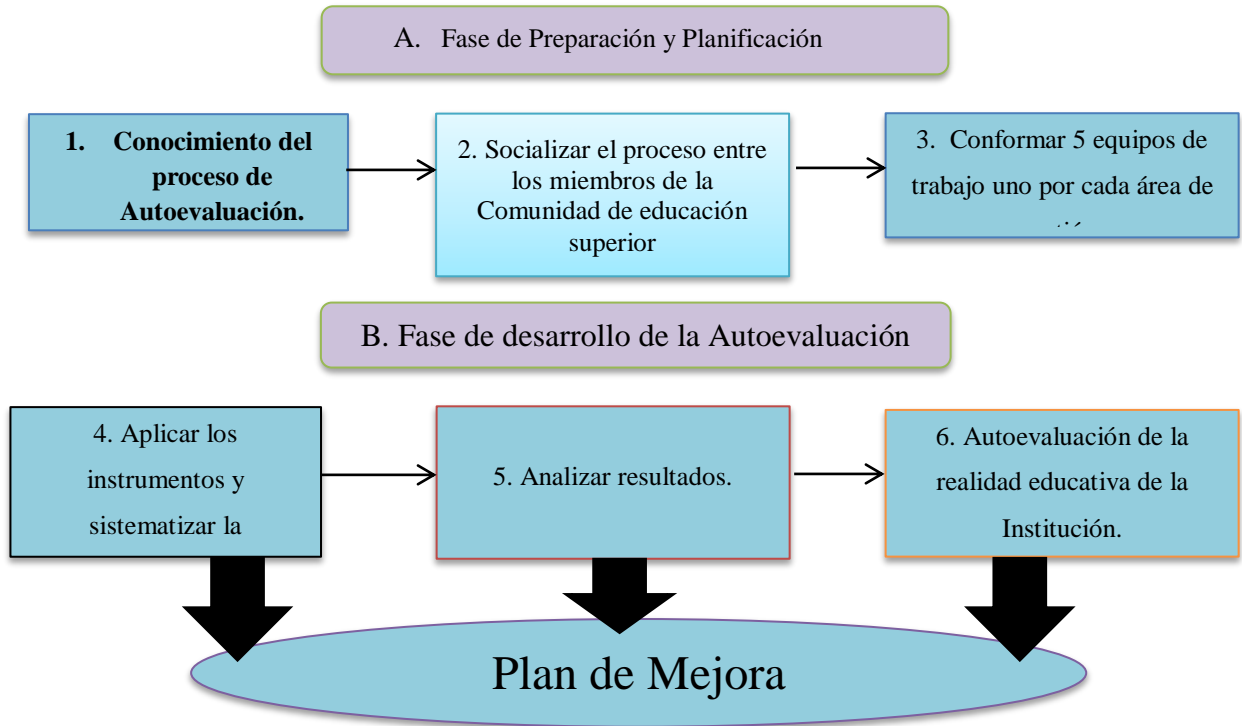 A. Fase de Preparación y Planificación
1. Conocimiento del
proceso de
Autoevaluación.
2. Socializar el proceso entre
los miembros de la
Comunidad de educación
superior
3. Conformar 5 equipos de
trabajo uno por cada área de
B. Fase de desarrollo de la Autoevaluación
4. Aplicar los
instrumentos y
sistematizar la
5. Analizar resultados.
6. Autoevaluación de la
realidad educativa de la
Institución.
Plan de Mejora